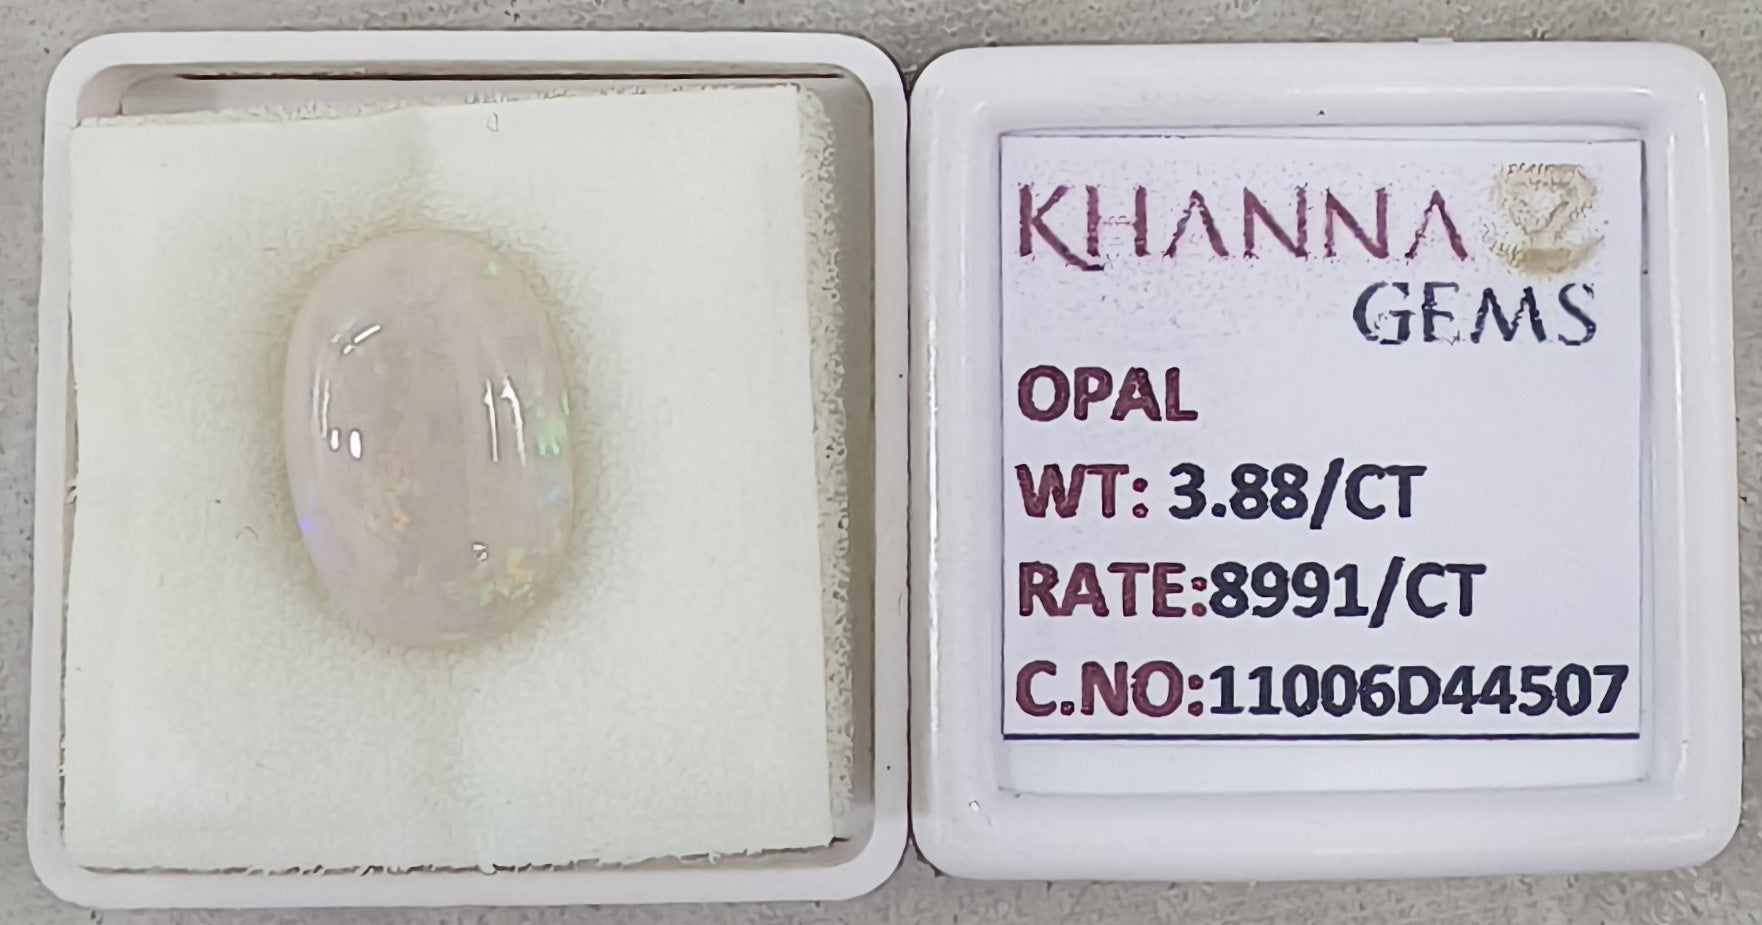 KHANNA
GEMS
OPAL
WT: 3.88/CT
RATE:8991/CT
C.NO:11006D44507